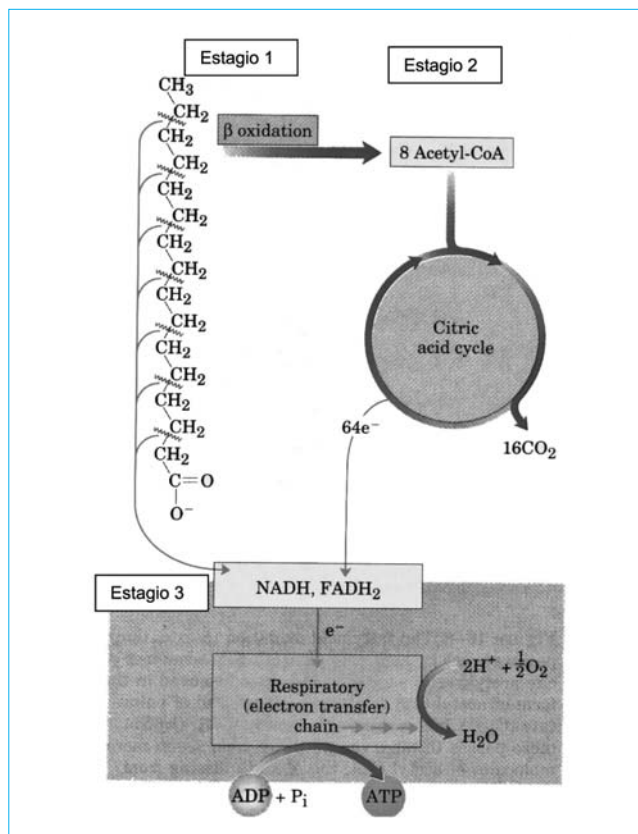 Estagio 1
Estagio 2
CH₃
CH₂
CH₂
CH₂
CH₂
CH₂
CH₂
CH₂
CH₂
CH₂
CH₂
CH₂
CH₂
CH₂
CH₂
C=O
O⁻
β oxidation
8 Acetyl-CoA
Citric
acid cycle
64e⁻
16CO₂
Estagio 3
NADH, FADH₂
e⁻
Respiratory
(electron transfer)
chain
2H⁺ + ½O₂
H₂O
ADP + Pᵢ
ATP